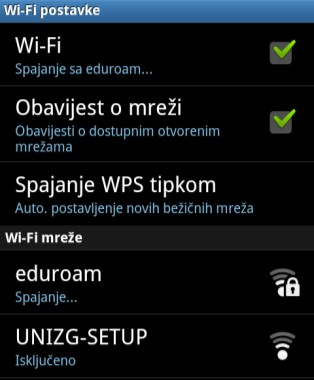 Wi-Fi postavke
Wi-Fi
Spajanje sa eduroam...
Obavijest o mreži
Obavijesti o dostupnim otvorenim
mrežama
Spajanje WPS tipkom
Auto. postavljenje novih bežičnih mreža
Wi-Fi mreže
eduroam
Spajanje...
UNIZG-SETUP
Isključeno